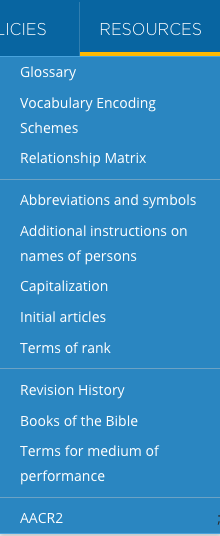 LICIES
RESOURCES
Glossary
Vocabulary Encoding
Schemes
Relationship Matrix
Abbreviations and symbols
Additional instructions on
names of persons
Capitalization
Initial articles
Terms of rank
Revision History
Books of the Bible
Terms for medium of
performance
AACR2